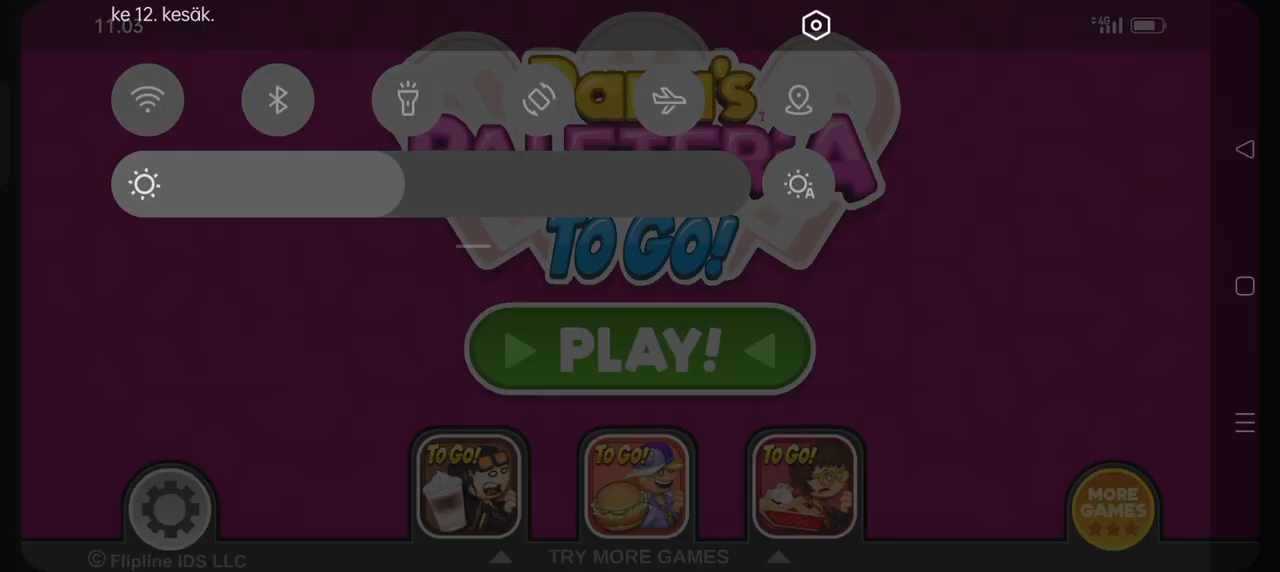 ke 12. kesäk.
11.03
4G
A
Papa's
PALETERIA
TO GO!
PLAY!
TO GO!
TO GO!
TO GO!
MORE
GAMES
© Flipline IDS LLC
TRY MORE GAMES